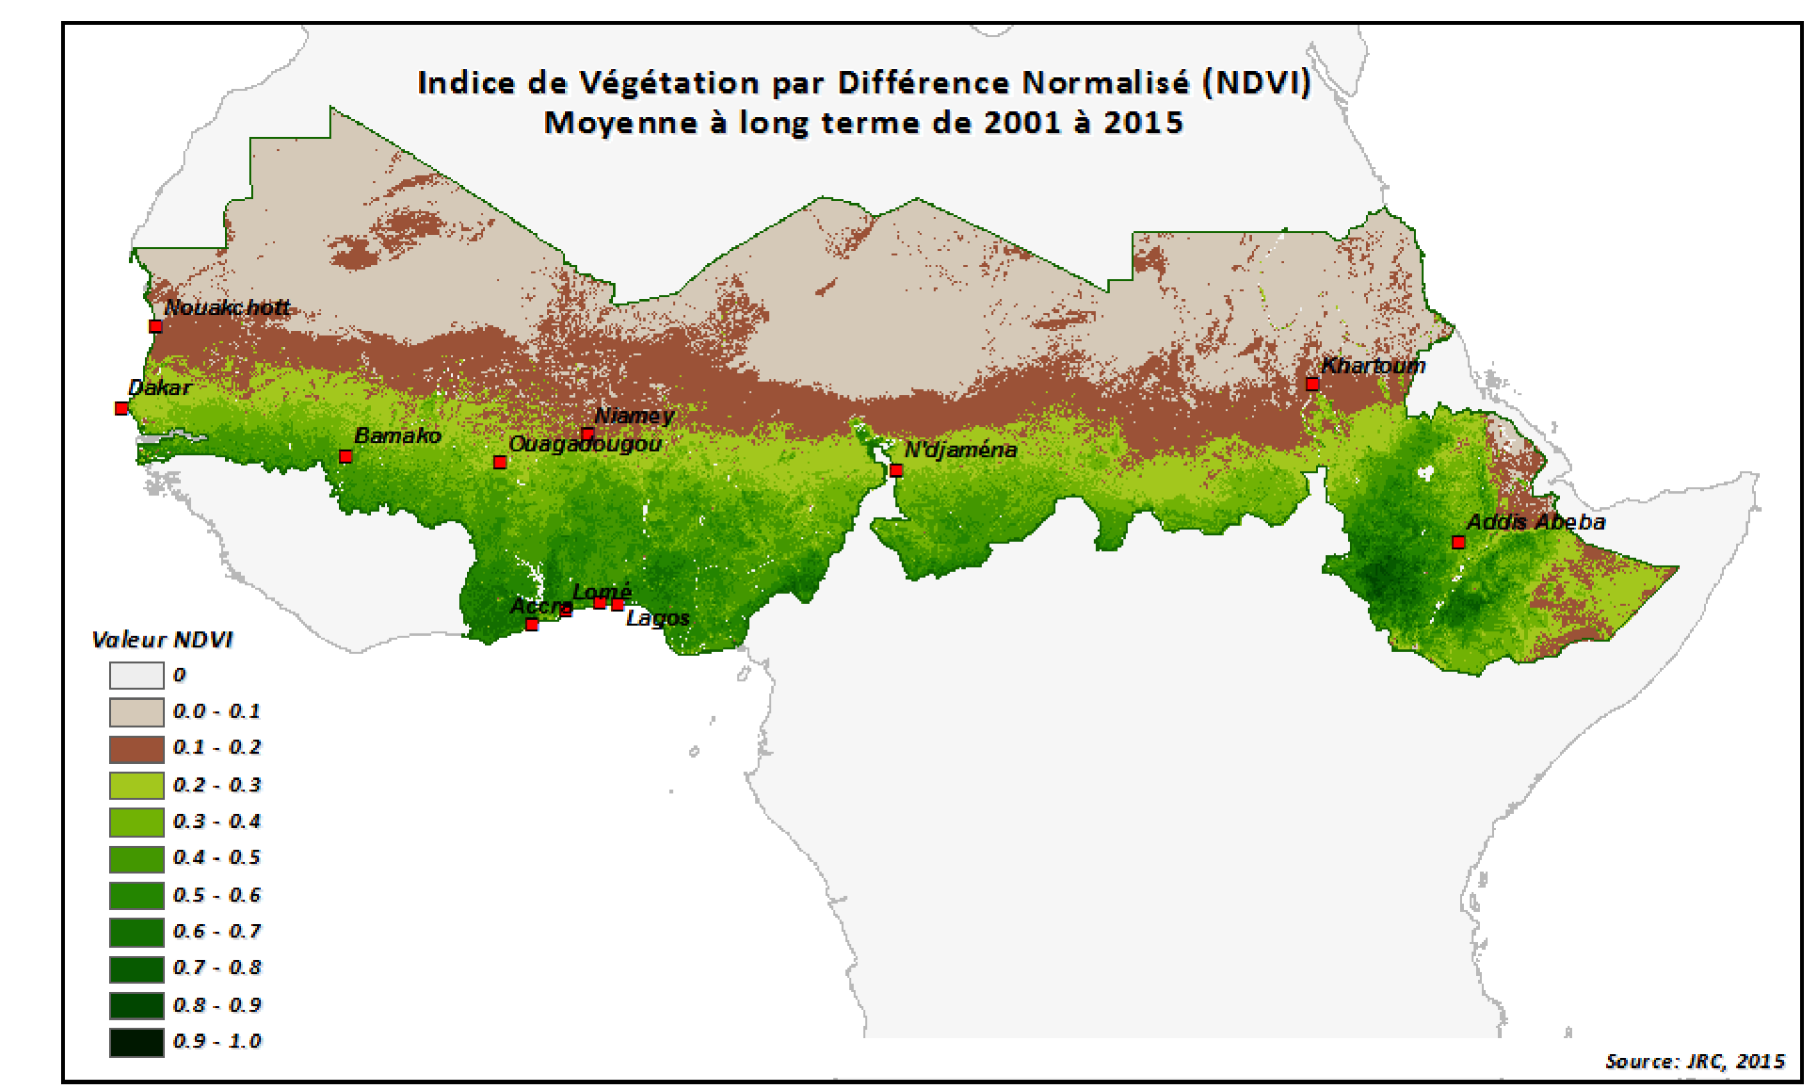 Indice de Végétation par Différence Normalisé (NDVI)
Moyenne à long terme de 2001 à 2015
Nouakchott
Khartoum
Dakar
Niamey
Bamako
Ouagadougou
N'djaména
Addis Abeba
Lomé
Accra
Lagos
Valeur NDVI
0
0.0 - 0.1
0.1 - 0.2
0.2 - 0.3
0.3 - 0.4
0.4 - 0.5
0.5 - 0.6
0.6 - 0.7
0.7 - 0.8
0.8 - 0.9
0.9 - 1.0
Source: JRC, 2015